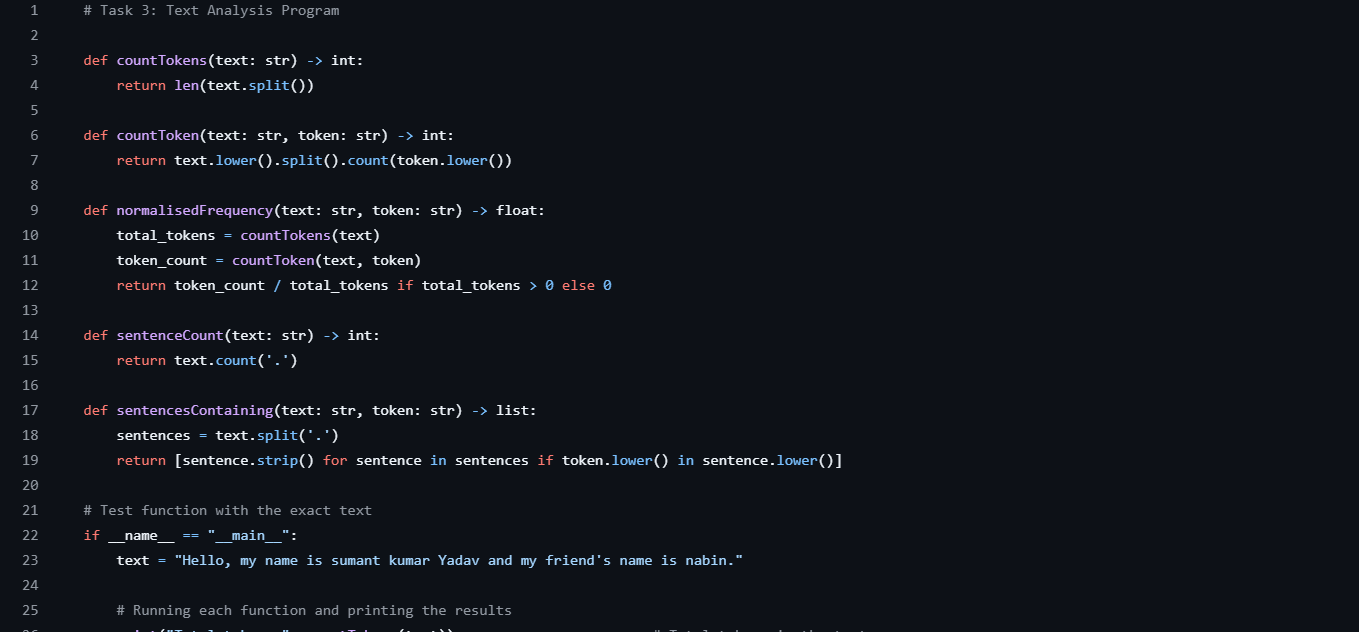 1 # Task 3: Text Analysis Program
2
3 def countTokens(text: str) -> int:
4     return len(text.split())
5
6 def countToken(text: str, token: str) -> int:
7     return text.lower().split().count(token.lower())
8
9 def normalisedFrequency(text: str, token: str) -> float:
10     total_tokens = countTokens(text)
11     token_count = countToken(text, token)
12     return token_count / total_tokens if total_tokens > 0 else 0
13
14 def sentenceCount(text: str) -> int:
15     return text.count('.')
16
17 def sentencesContaining(text: str, token: str) -> list:
18     sentences = text.split('.')
19     return [sentence.strip() for sentence in sentences if token.lower() in sentence.lower()]
20
21 # Test function with the exact text
22 if __name__ == "__main__":
23     text = "Hello, my name is sumant kumar Yadav and my friend's name is nabin."
24
25     # Running each function and printing the results